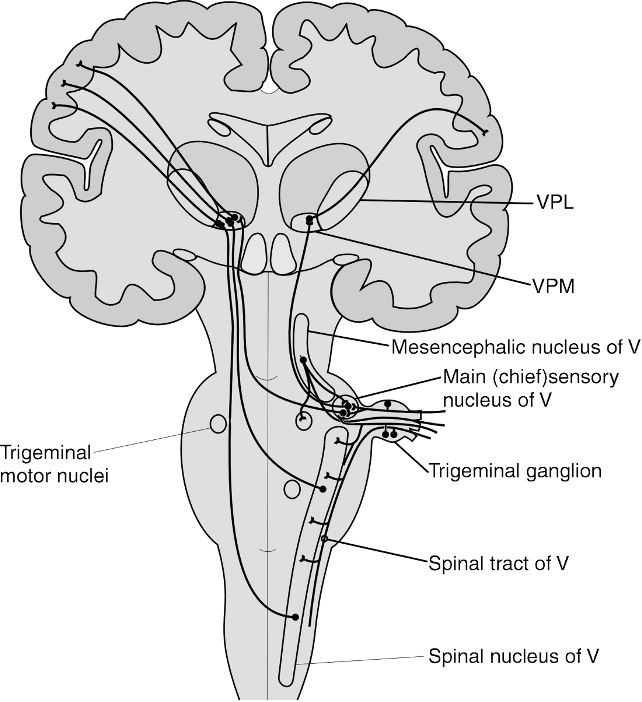 VPL
VPM
Mesencephalic nucleus of V
Main (chief)sensory
nucleus of V
Trigeminal
motor nuclei
Trigeminal ganglion
Spinal tract of V
Spinal nucleus of V